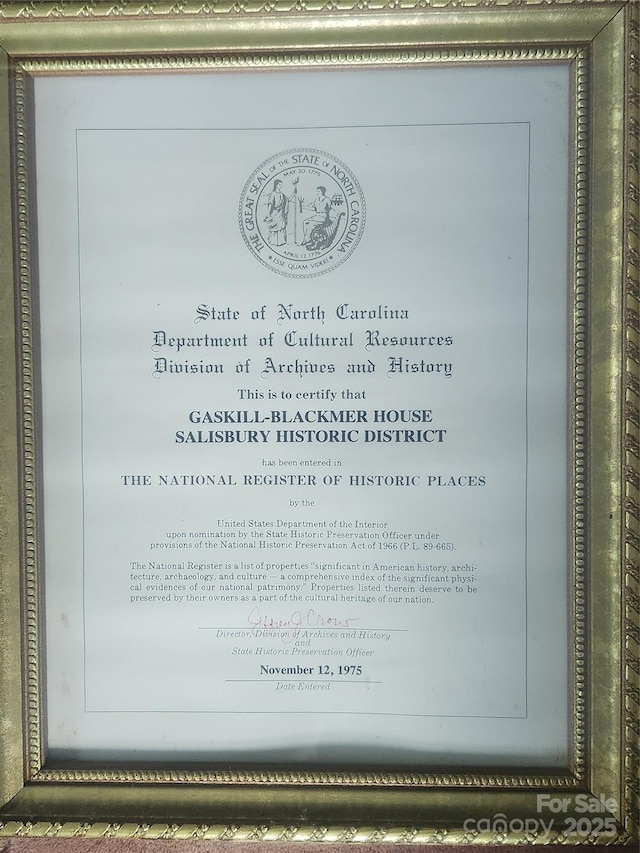 THE GREAT SEAL OF THE STATE OF NORTH CAROLINA
MAY 20 1775
APRIL 12 1776
ESSE QUAM VIDERI
State of North Carolina
Department of Cultural Resources
Division of Archives and History
This is to certify that
GASKILL-BLACKMER HOUSE
SALISBURY HISTORIC DISTRICT
has been entered in
THE NATIONAL REGISTER OF HISTORIC PLACES
by the
United States Department of the Interior
upon nomination by the State Historic Preservation Officer under
provisions of the National Historic Preservation Act of 1966 (P.L. 89-665).
The National Register is a list of properties "significant in American history, archi-
tecture, archaeology, and culture — a comprehensive index of the significant physi-
cal evidences of our national patrimony." Properties listed therein deserve to be
preserved by their owners as a part of the cultural heritage of our nation.
Jeffrey J Crow
Director, Division of Archives and History
and
State Historic Preservation Officer
November 12, 1975
Date Entered
For Sale
canopy 2025